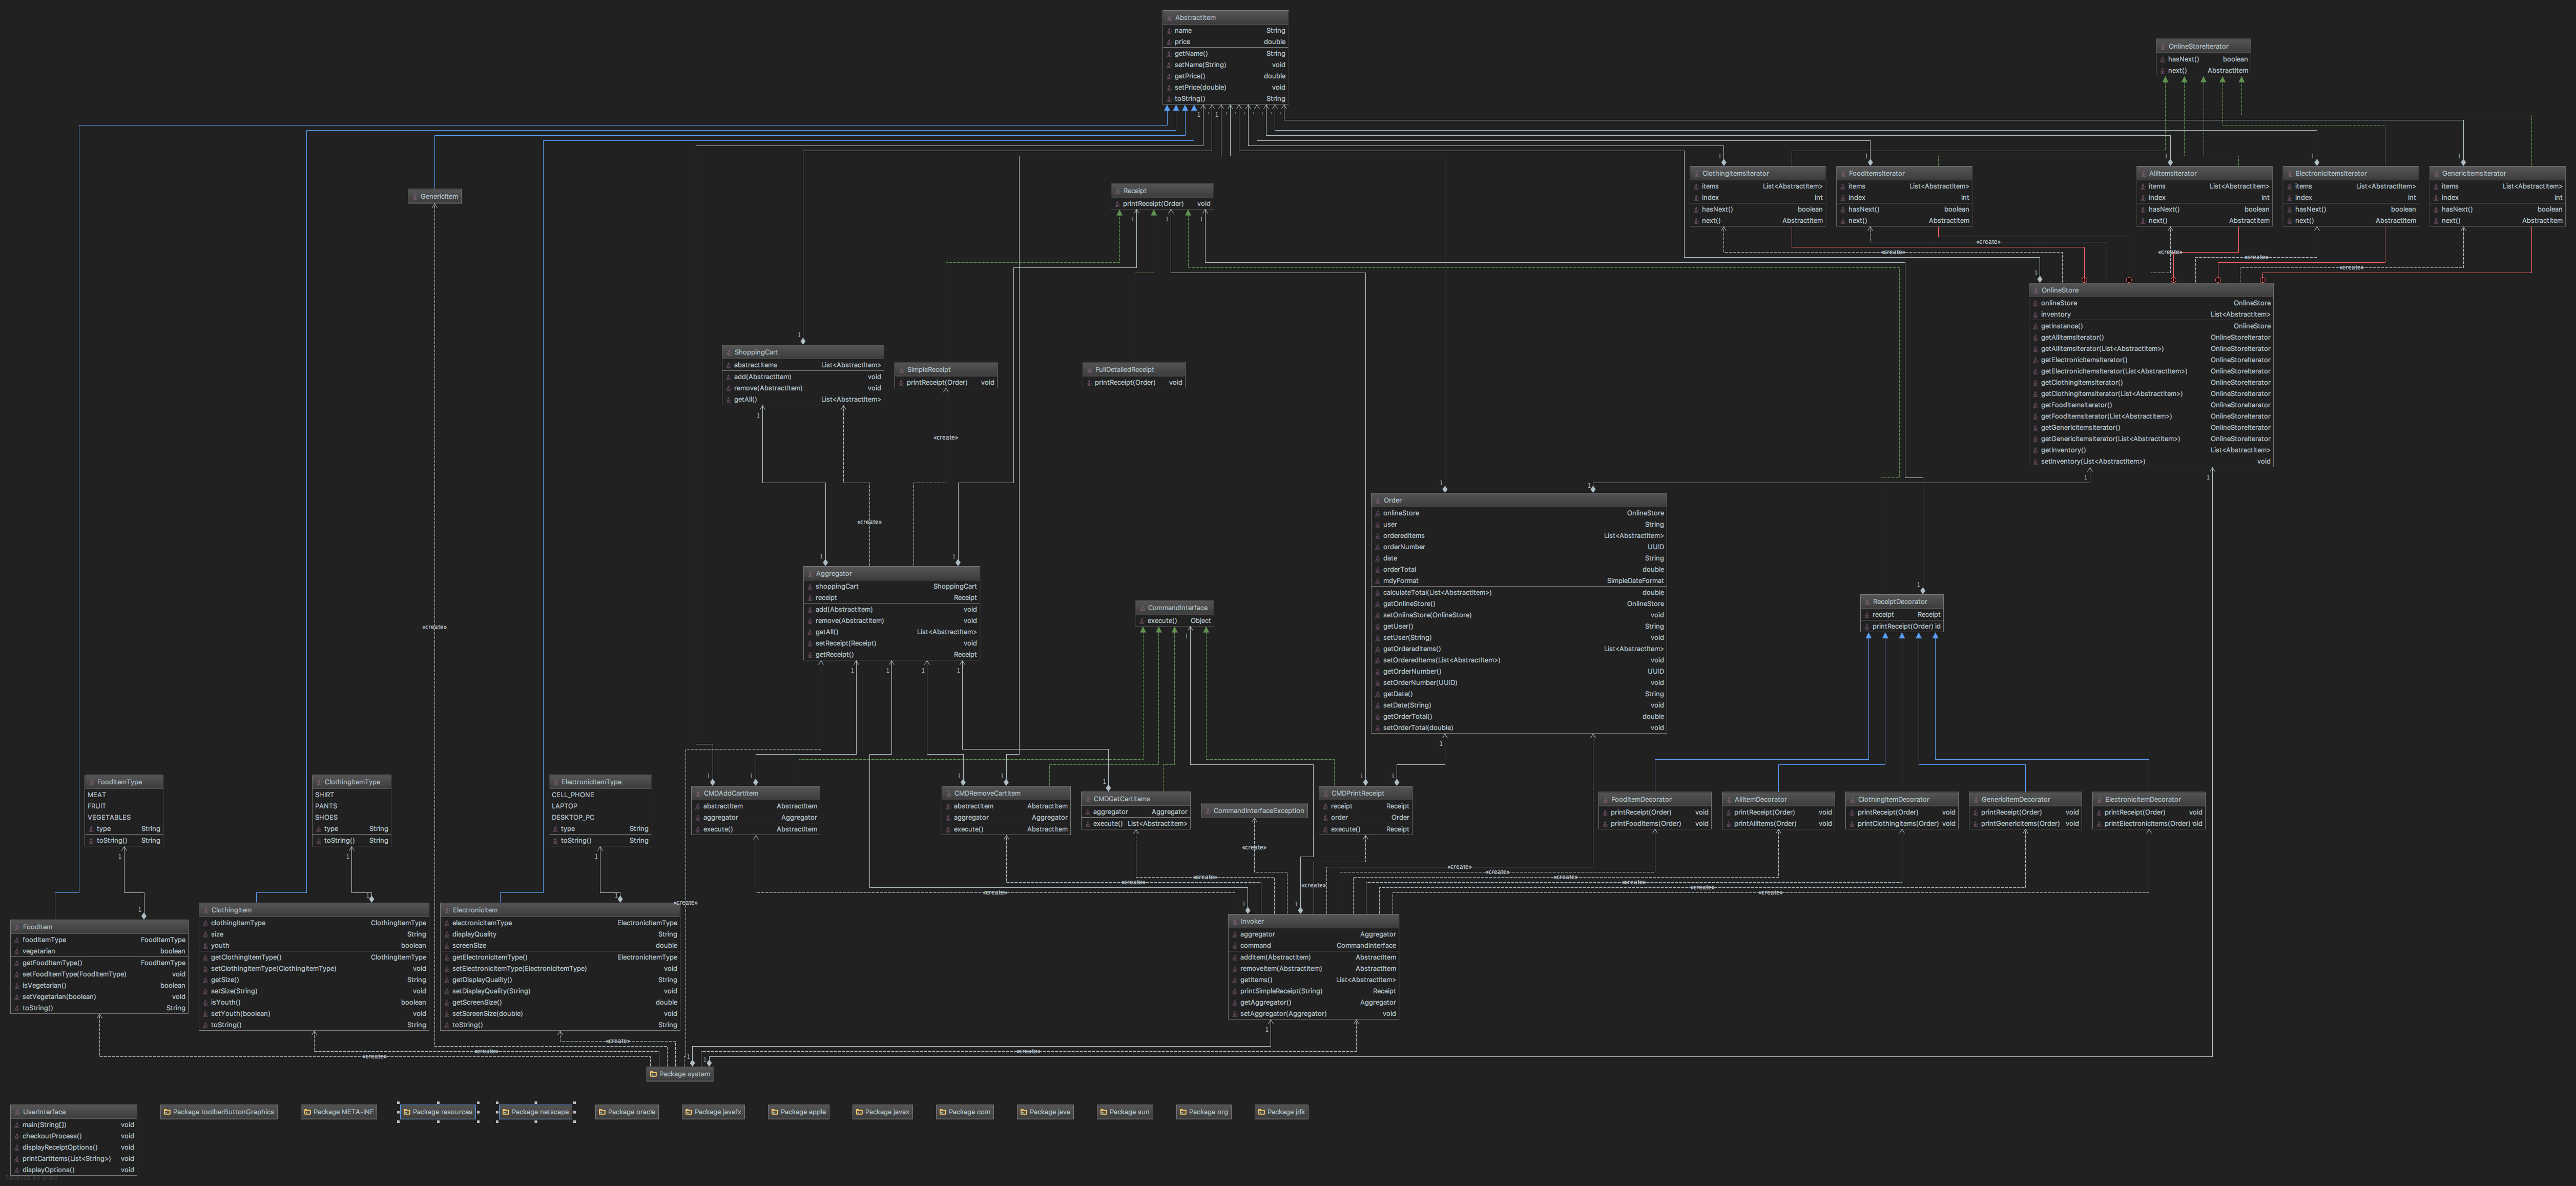 AbstractItem
name String
price double
getName() String
setName(String) void
getPrice() double
setPrice(double) void
toString() String
OnlineStoreIterator
hasNext() boolean
next() AbstractItem
GenericItem
Receipt
printReceipt(Order) void
ClothingItemsIterator
items List<AbstractItem>
index int
hasNext() boolean
next() AbstractItem
FoodItemsIterator
items List<AbstractItem>
index int
hasNext() boolean
next() AbstractItem
AllItemsIterator
items List<AbstractItem>
index int
hasNext() boolean
next() AbstractItem
ElectronicItemsIterator
items List<AbstractItem>
index int
hasNext() boolean
next() AbstractItem
GenericItemsIterator
items List<AbstractItem>
index int
hasNext() boolean
next() AbstractItem
«create»
«create»
«create»
«create»
«create»
OnlineStore
onlineStore OnlineStore
inventory List<AbstractItem>
getInstance() OnlineStore
getAllItemsIterator() OnlineStoreIterator
getAllItemsIterator(List<AbstractItem>) OnlineStoreIterator
getElectronicItemsIterator() OnlineStoreIterator
getElectronicItemsIterator(List<AbstractItem>) OnlineStoreIterator
getClothingItemsIterator() OnlineStoreIterator
getClothingItemsIterator(List<AbstractItem>) OnlineStoreIterator
getFoodItemsIterator() OnlineStoreIterator
getFoodItemsIterator(List<AbstractItem>) OnlineStoreIterator
getGenericItemsIterator() OnlineStoreIterator
getGenericItemsIterator(List<AbstractItem>) OnlineStoreIterator
getInventory() List<AbstractItem>
setInventory(List<AbstractItem>) void
ShoppingCart
abstractItems List<AbstractItem>
add(AbstractItem) void
remove(AbstractItem) void
getAll() List<AbstractItem>
SimpleReceipt
printReceipt(Order) void
FullDetailedReceipt
printReceipt(Order) void
«create»
«create»
«create»
Order
onlineStore OnlineStore
user String
orderedItems List<AbstractItem>
orderNumber UUID
date String
orderTotal double
mdyFormat SimpleDateFormat
calculateTotal(List<AbstractItem>) double
getOnlineStore() OnlineStore
setOnlineStore(OnlineStore) void
getUser() String
setUser(String) void
getOrderedItems() List<AbstractItem>
setOrderedItems(List<AbstractItem>) void
getOrderNumber() UUID
setOrderNumber(UUID) void
getDate() String
setDate(String) void
getOrderTotal() double
setOrderTotal(double) void
Aggregator
shoppingCart ShoppingCart
receipt Receipt
add(AbstractItem) void
remove(AbstractItem) void
getAll() List<AbstractItem>
setReceipt(Receipt) void
getReceipt() Receipt
CommandInterface
execute() Object
ReceiptDecorator
receipt Receipt
printReceipt(Order) id
FoodItemType
MEAT
FRUIT
VEGETABLES
type String
toString() String
ClothingItemType
SHIRT
PANTS
SHOES
type String
toString() String
ElectronicItemType
CELL_PHONE
LAPTOP
DESKTOP_PC
type String
toString() String
CMDAddCartItem
abstractItem AbstractItem
aggregator Aggregator
execute() AbstractItem
CMDRemoveCartItem
abstractItem AbstractItem
aggregator Aggregator
execute() AbstractItem
CMDGetCartItems
aggregator Aggregator
execute() List<AbstractItem>
CommandInterfaceException
CMDPrintReceipt
receipt Receipt
order Order
execute() Receipt
FoodItemDecorator
printReceipt(Order) void
printFoodItems(Order) void
AllItemDecorator
printReceipt(Order) void
printAllItems(Order) void
ClothingItemDecorator
printReceipt(Order) void
printClothingItems(Order) void
GenericItemDecorator
printReceipt(Order) void
printGenericItems(Order) void
ElectronicItemDecorator
printReceipt(Order) void
printElectronicItems(Order) oid
«create»
«create»
«create»
«create»
«create»
«create»
«create»
«create»
«create»
«create»
«create»
«create»
FoodItem
foodItemType FoodItemType
vegetarian boolean
getFoodItemType() FoodItemType
setFoodItemType(FoodItemType) void
isVegetarian() boolean
setVegetarian(boolean) void
toString() String
ClothingItem
clothingItemType ClothingItemType
size String
youth boolean
getClothingItemType() ClothingItemType
setClothingItemType(ClothingItemType) void
getSize() String
setSize(String) void
isYouth() boolean
setYouth(boolean) void
toString() String
ElectronicItem
electronicItemType ElectronicItemType
displayQuality String
screenSize double
getElectronicItemType() ElectronicItemType
setElectronicItemType(ElectronicItemType) void
getDisplayQuality() String
setDisplayQuality(String) void
getScreenSize() double
setScreenSize(double) void
toString() String
Invoker
aggregator Aggregator
command CommandInterface
addItem(AbstractItem) AbstractItem
removeItem(AbstractItem) AbstractItem
getItems() List<AbstractItem>
printSimpleReceipt(String) Receipt
getAggregator() Aggregator
setAggregator(Aggregator) void
«create»
«create»
«create»
«create»
Package system
UserInterface
main(String[]) void
checkoutProcess() void
displayReceiptOptions() void
printCartItems(List<String>) void
displayOptions() void
Package toolbarButtonGraphics
Package META-INF
Package resources
Package netscape
Package oracle
Package javafx
Package apple
Package javax
Package com
Package java
Package sun
Package org
Package jdk